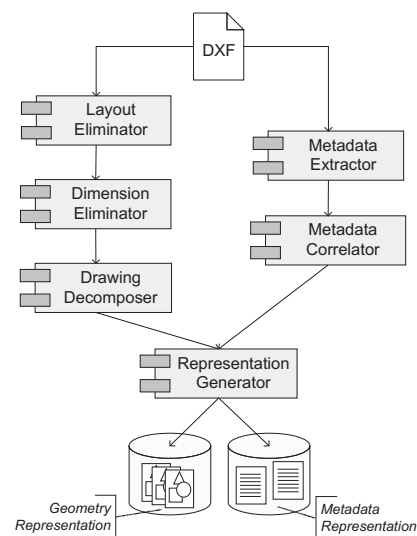 DXF
Layout
Eliminator
Metadata
Extractor
Dimension
Eliminator
Metadata
Correlator
Drawing
Decomposer
Representation
Generator
Geometry
Representation
Metadata
Representation